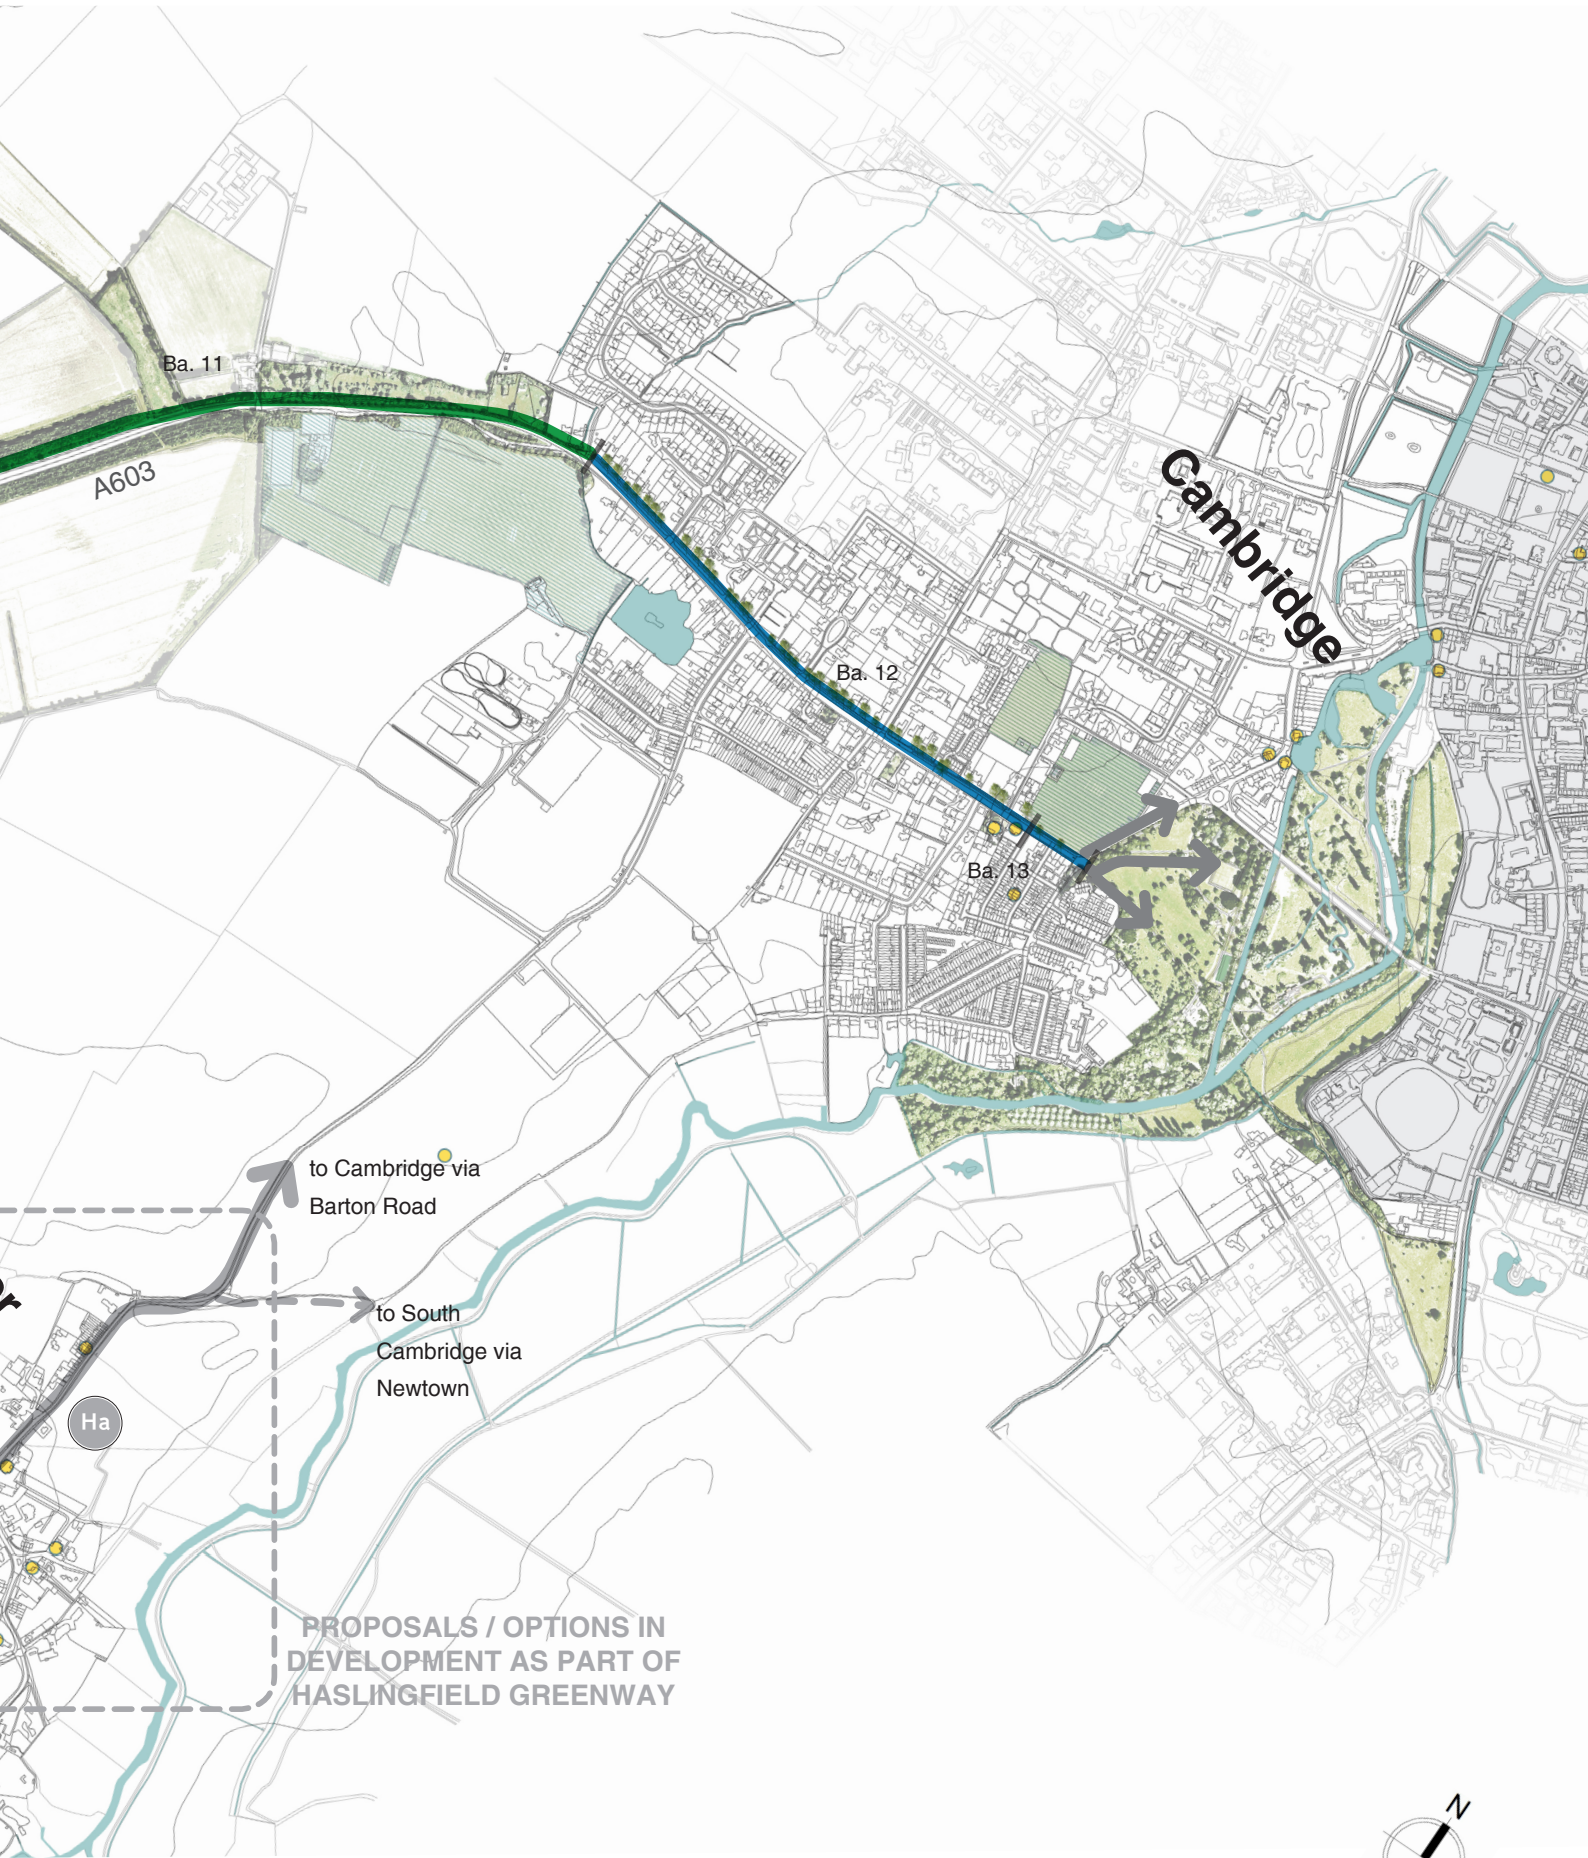 Ba. 11
A603
Cambridge
Ba. 12
Ba. 13
to Cambridge via
Barton Road
to South
Cambridge via
Newtown
Ha
PROPOSALS / OPTIONS IN
DEVELOPMENT AS PART OF
HASLINGFIELD GREENWAY
N